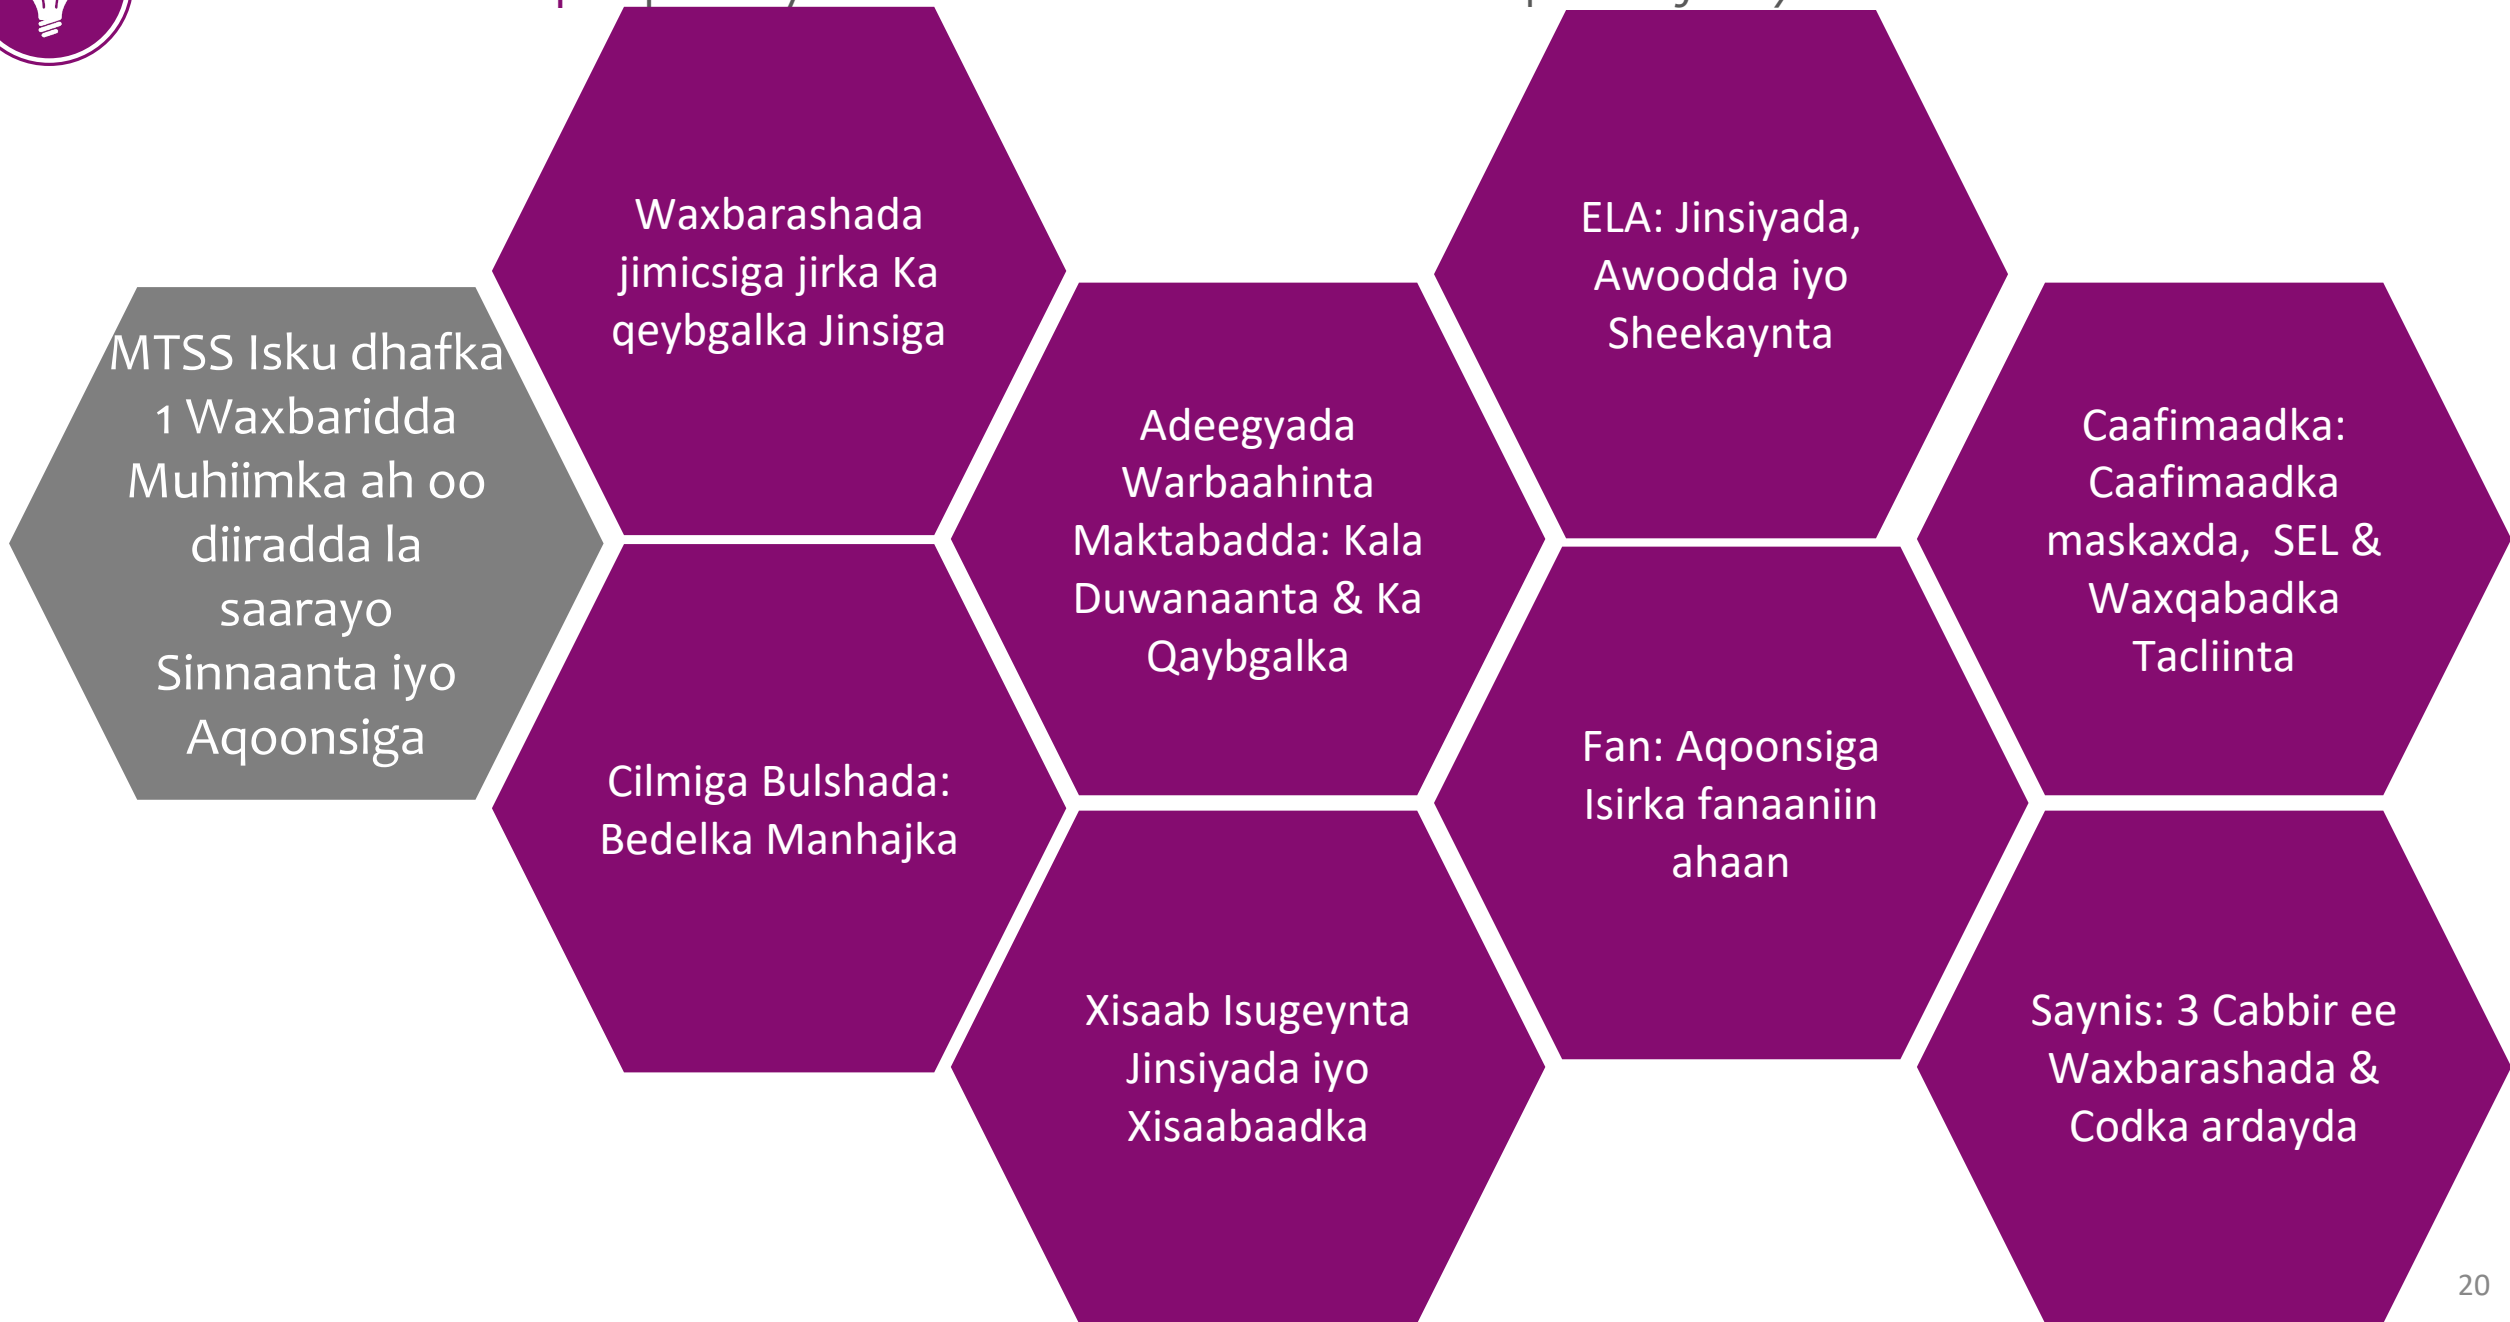 MTSS Isku dhafka
1 Waxbaridda
Muhiimka ah oo
diiradda la
saarayo
Sinnaanta iyo
Aqoonsiga
Waxbarashada
jimicsiga jirka Ka
qeybgalka Jinsiga
Cilmiga Bulshada:
Bedelka Manhajka
Adeegyada
Warbaahinta
Maktabadda: Kala
Duwanaanta & Ka
Qaybgalka
Xisaab Isugeynta
Jinsiyada iyo
Xisaabaadka
ELA: Jinsiyada,
Awoodda iyo
Sheekaynta
Fan: Aqoonsiga
Isirka fanaaniin
ahaan
Caafimaadka:
Caafimaadka
maskaxda, SEL &
Waxqabadka
Tacliinta
Saynis: 3 Cabbir ee
Waxbarashada &
Codka ardayda
20